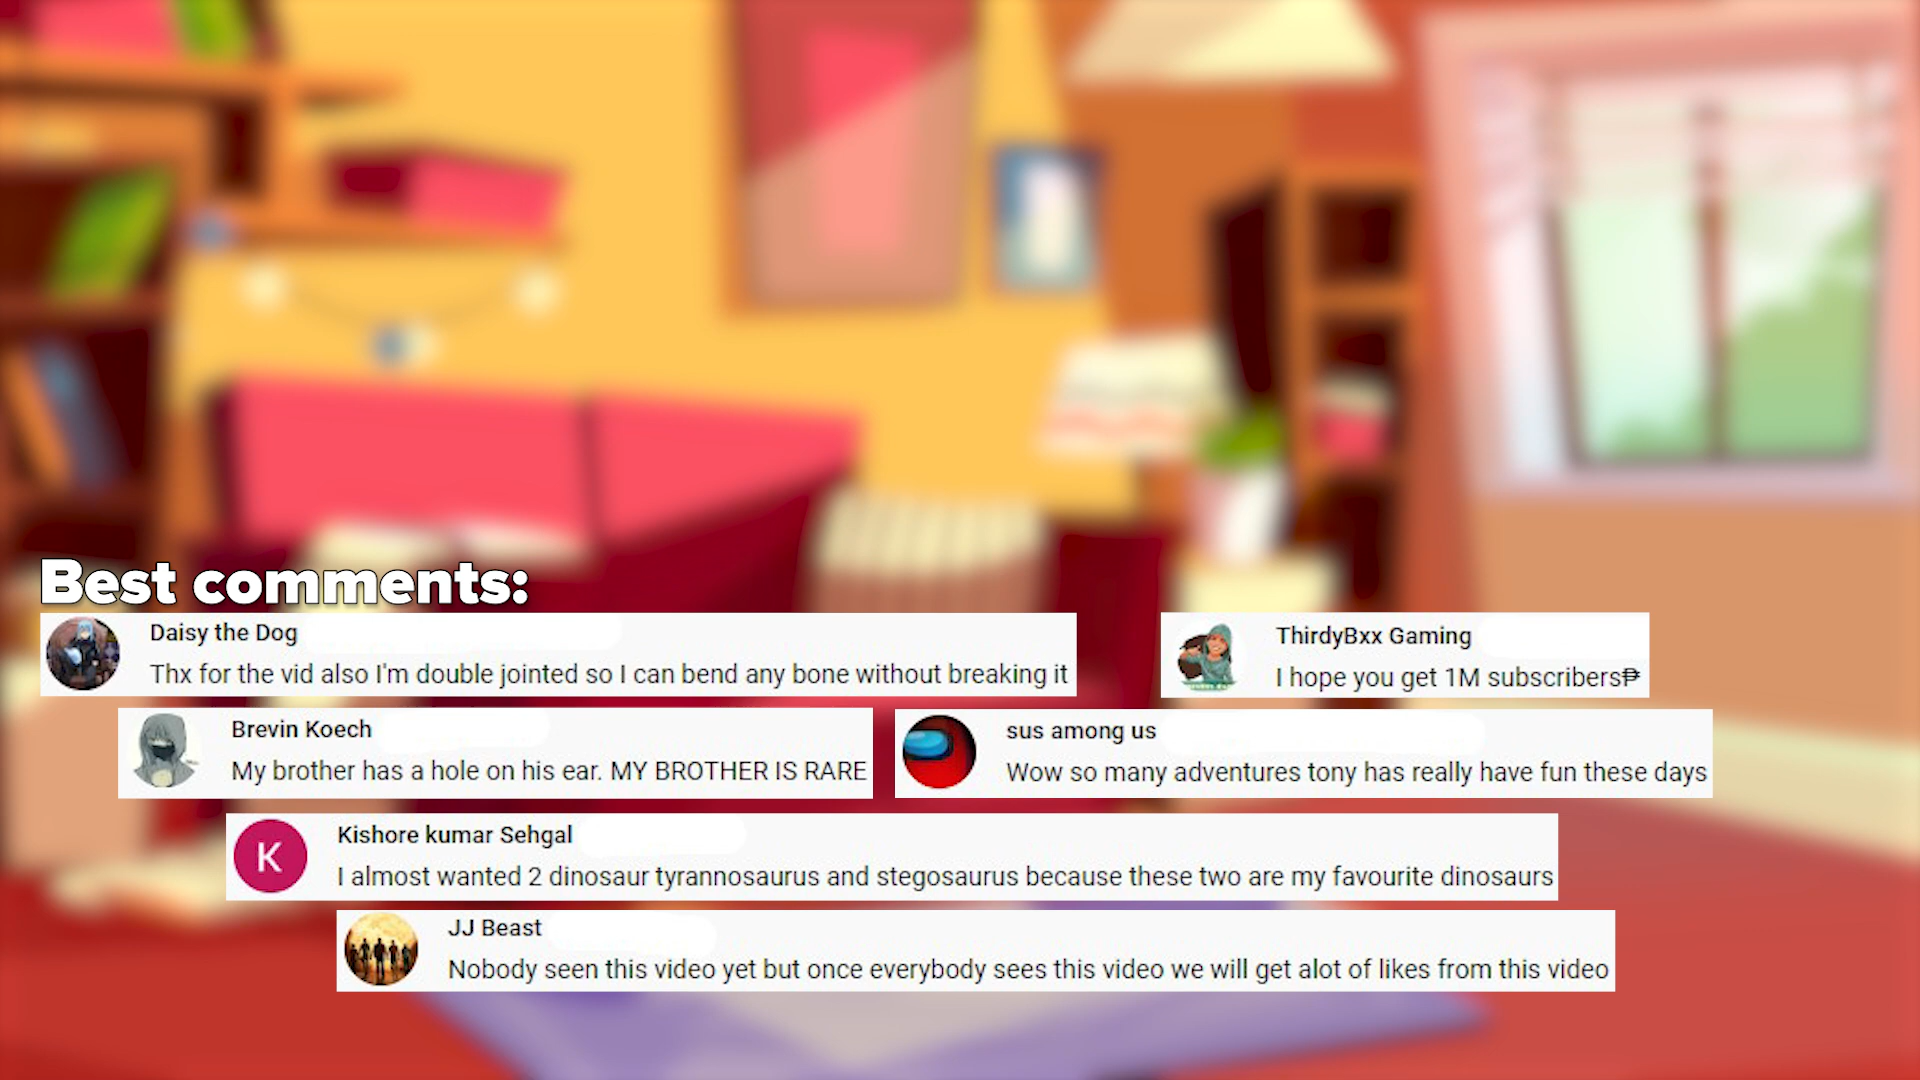 Best comments:
Daisy the Dog
Thx for the vid also I'm double jointed so I can bend any bone without breaking it
ThirdyBxx Gaming
I hope you get 1M subscribers₱
Brevin Koech
My brother has a hole on his ear. MY BROTHER IS RARE
sus among us
Wow so many adventures tony has really have fun these days
K
Kishore kumar Sehgal
I almost wanted 2 dinosaur tyrannosaurus and stegosaurus because these two are my favourite dinosaurs
JJ Beast
Nobody seen this video yet but once everybody sees this video we will get alot of likes from this video